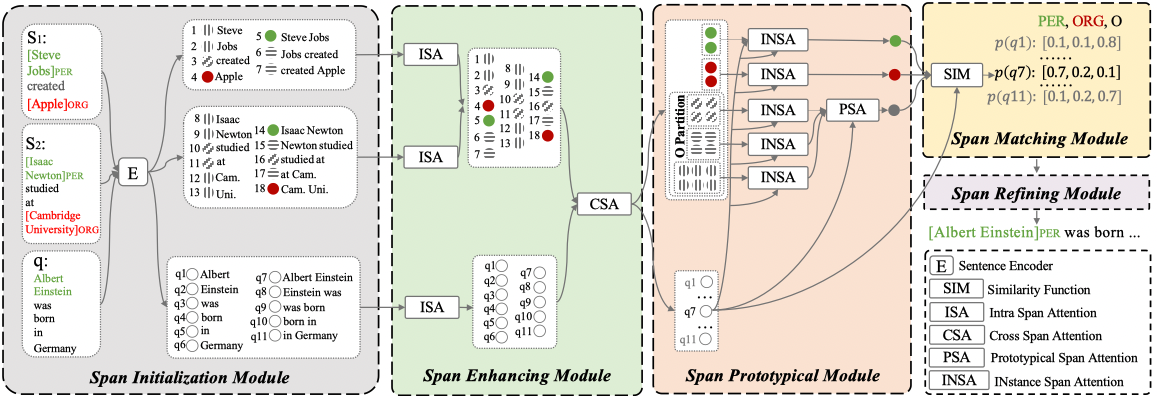 S1:
[Steve
Jobs]PER
created
[Apple]ORG
S2:
[Isaac
Newton]PER
studied
at
[Cambridge
University]ORG
q:
Albert
Einstein
was
born
in
Germany
E
1 Steve
2 Jobs
3 created
4 Apple
5 Steve Jobs
6 Jobs created
7 created Apple
8 Isaac
9 Newton
10 studied
11 at
12 Cam.
13 Uni.
14 Isaac Newton
15 Newton studied
16 studied at
17 at Cam.
18 Cam. Uni.
q1 Albert
q2 Einstein
q3 was
q4 born
q5 in
q6 Germany
q7 Albert Einstein
q8 Einstein was
q9 was born
q10 born in
q11 in Germany
Span Initialization Module
ISA
ISA
ISA
1
2
3
4
5
6
7
8
9
10
11
12
13
14
15
16
17
18
CSA
q1
q2
q3
q4
q5
q6
q7
q8
q9
q10
q11
Span Enhancing Module
O Partition
INSA
INSA
INSA
INSA
INSA
PSA
q1
...
q7
...
q11
Span Prototypical Module
SIM
PER, ORG, O
p(q1): [0.1, 0.1, 0.8]
......
p(q7): [0.7, 0.2, 0.1]
......
p(q11): [0.1, 0.2, 0.7]
Span Matching Module
Span Refining Module
[Albert Einstein]PER was born ...
E Sentence Encoder
SIM Similarity Function
ISA Intra Span Attention
CSA Cross Span Attention
PSA Prototypical Span Attention
INSA INstance Span Attention